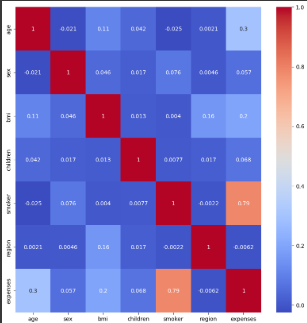 age 1 -0.021 0.11 0.042 -0.025 0.0021 0.3
sex -0.021 1 0.046 0.017 0.076 0.0046 0.057
bmi 0.11 0.046 1 0.013 0.004 0.16 0.2
children 0.042 0.017 0.013 1 0.0077 0.017 0.068
smoker -0.025 0.076 0.004 0.0077 1 -0.0022 0.79
region 0.0021 0.0046 0.16 0.017 -0.0022 1 -0.0062
expenses 0.3 0.057 0.2 0.068 0.79 -0.0062 1
age sex bmi children smoker region expenses
1.0
0.8
0.6
0.4
0.2
0.0